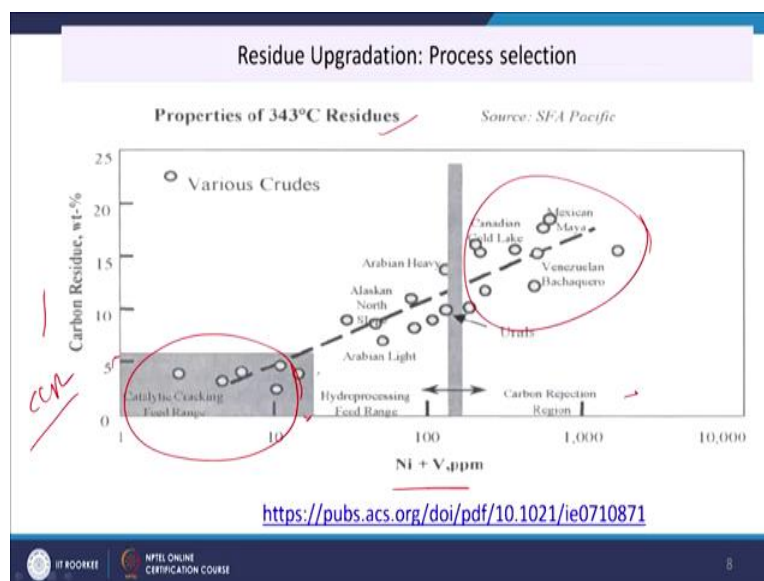 Residue Upgradation: Process selection
Properties of 343°C Residues
Source: SFA Pacific
Carbon Residue, wt-%
25
20
15
10
5
0
Various Crudes
Mexican
Maya
Canadian
Cold Lake
Arabian Heavy
Venezuelan
Bachaquero
Alaskan
North
Slope
Urals
Arabian Light
CCR
Catalytic Cracking
Feed Range
Hydroprocessing
Feed Range
Carbon Rejection
Region
1
10
100
1,000
10,000
Ni + V,ppm
https://pubs.acs.org/doi/pdf/10.1021/ie0710871
IIT ROORKEE
NPTEL ONLINE
CERTIFICATION COURSE
8